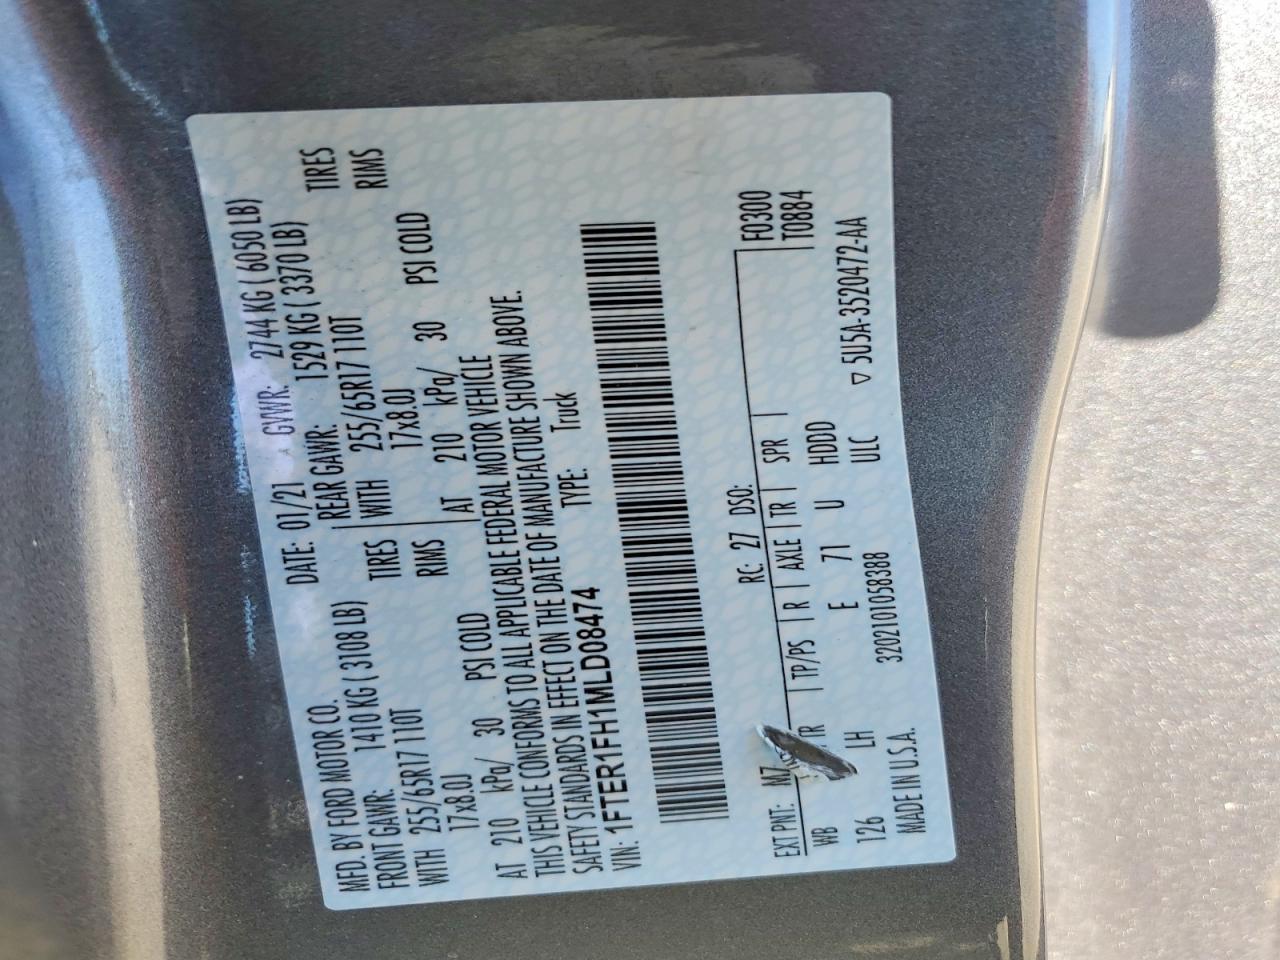 MFD. BY FORD MOTOR CO.
DATE: 01/21 GVWR: 2744 KG ( 6050 LB)
FRONT GAWR: 1410 KG ( 3108 LB) REAR GAWR: 1529 KG ( 3370 LB)
WITH 255/65R17 110T TIRES WITH 255/65R17 110T TIRES
17x8.0J RIMS 17x8.0J RIMS
AT 210 kPa/ 30 PSI COLD AT 210 kPa/ 30 PSI COLD
THIS VEHICLE CONFORMS TO ALL APPLICABLE FEDERAL MOTOR VEHICLE
SAFETY STANDARDS IN EFFECT ON THE DATE OF MANUFACTURE SHOWN ABOVE.
VIN: 1FTER1FH1MLD08474 TYPE: Truck
EXT PNT: M7 RC: 27 DSO: F0300
WB TR TP/PS R AXLE TR SPR T0884
126 LH E 71 U HDDD
MADE IN U.S.A. 320210105838​8 ULC ▽ 5U5A-3520472-AA